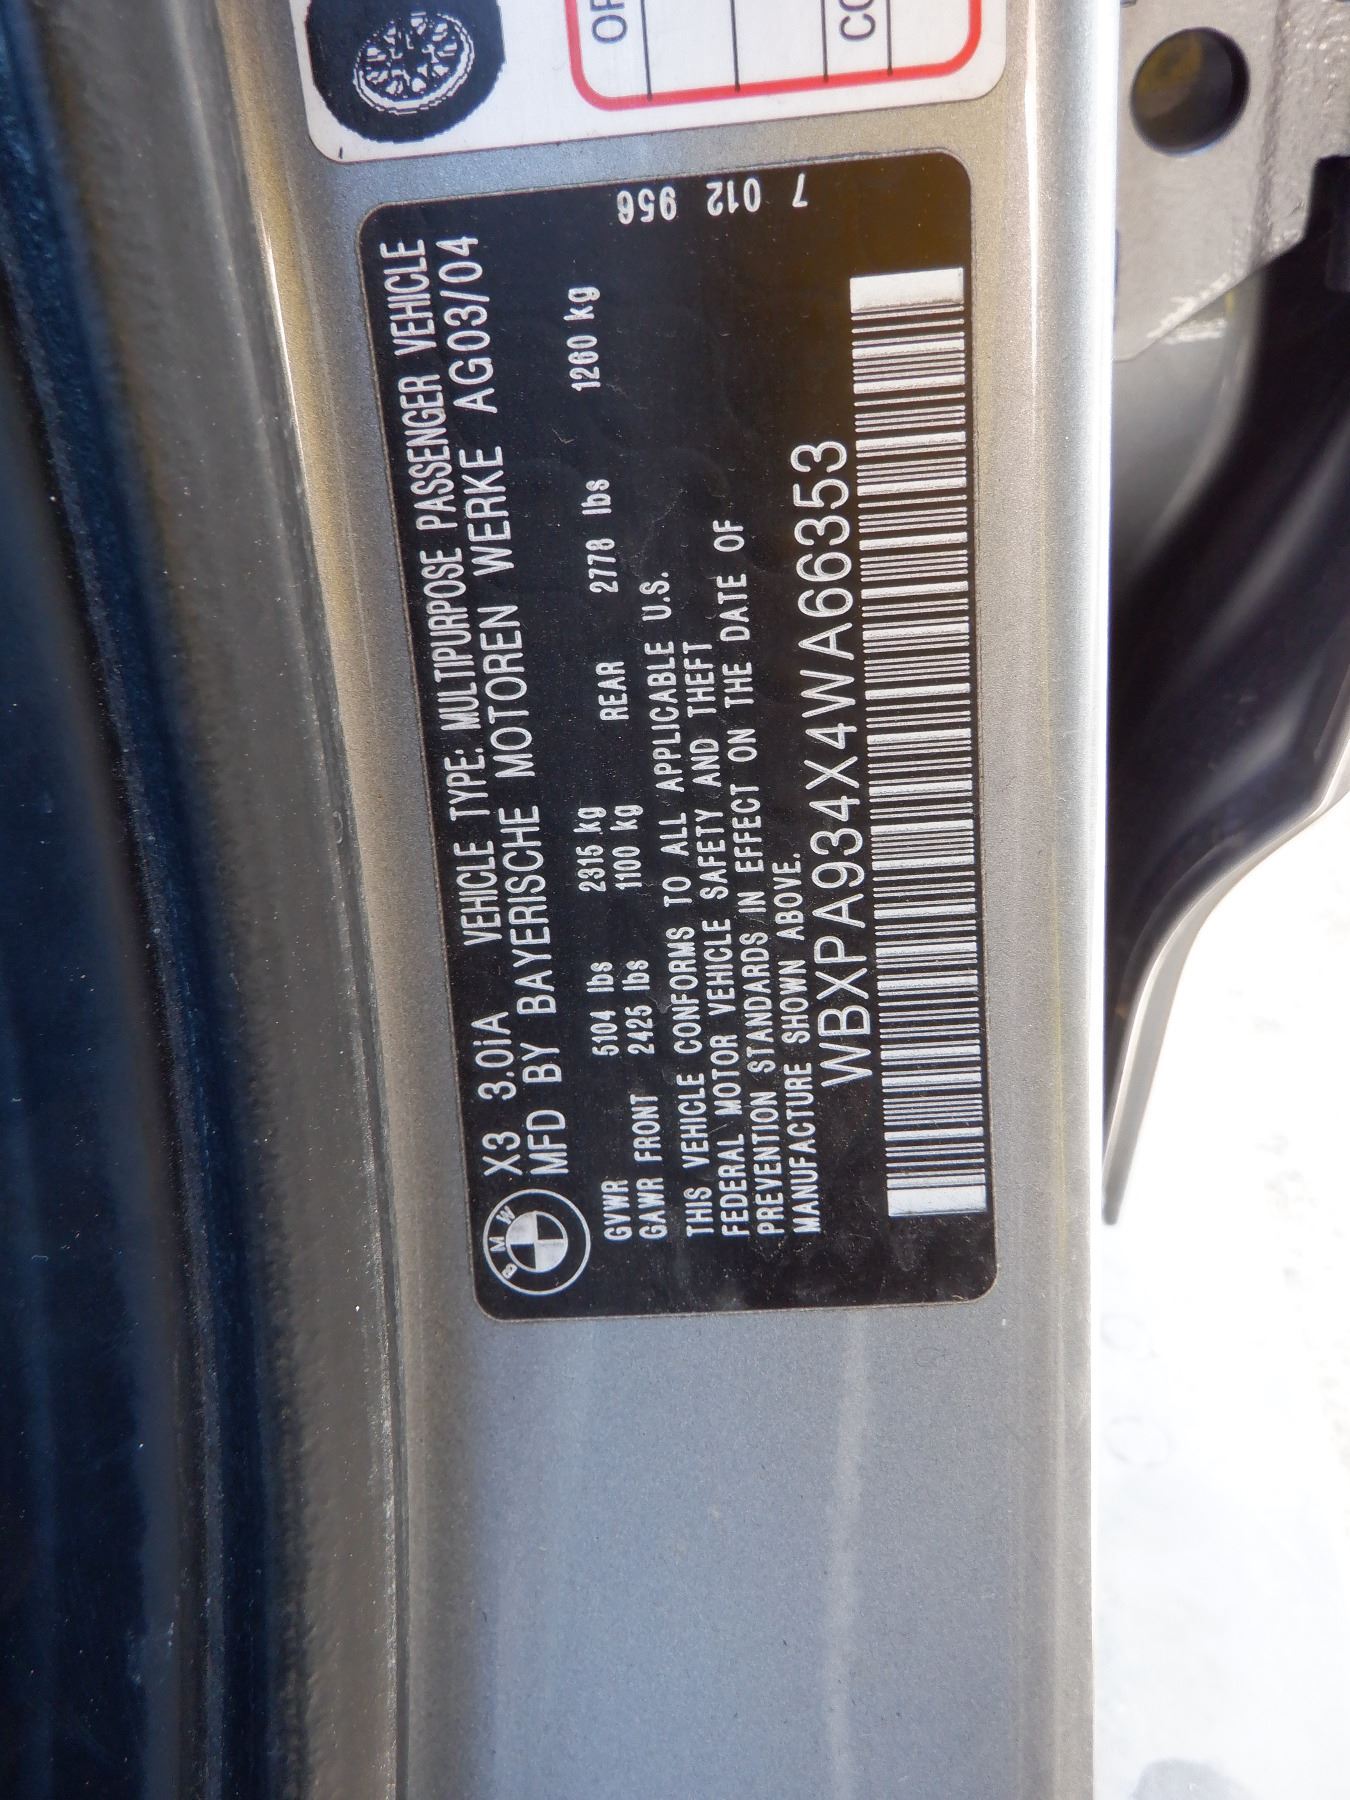 OR
CO
X3 3.0iA VEHICLE TYPE: MULTIPURPOSE PASSENGER VEHICLE
MFD BY BAYERISCHE MOTOREN WERKE AG03/04
BMW
GVWR 5104 lbs 2315 kg
GAWR FRONT 2425 lbs 1100 kg REAR 2778 lbs 1260 kg
THIS VEHICLE CONFORMS TO ALL APPLICABLE U.S.
FEDERAL MOTOR VEHICLE SAFETY AND THEFT
PREVENTION STANDARDS IN EFFECT ON THE DATE OF
MANUFACTURE SHOWN ABOVE.
WBXPA934X4WA66353
7 012 956